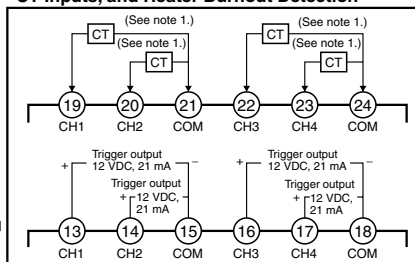 CT Inputs, and Heater Burnout Detection
(See note 1.) (See note 1.)
CT CT
(See note 1.) (See note 1.)
CT CT
19 20 21 22 23 24
CH1 CH2 COM CH3 CH4 COM
Trigger output Trigger output
+ 12 VDC, 21 mA − + 12 VDC, 21 mA −
Trigger output Trigger output
+ 12 VDC, + 12 VDC,
21 mA 21 mA
13 14 15 16 17 18
CH1 CH2 COM CH3 CH4 COM